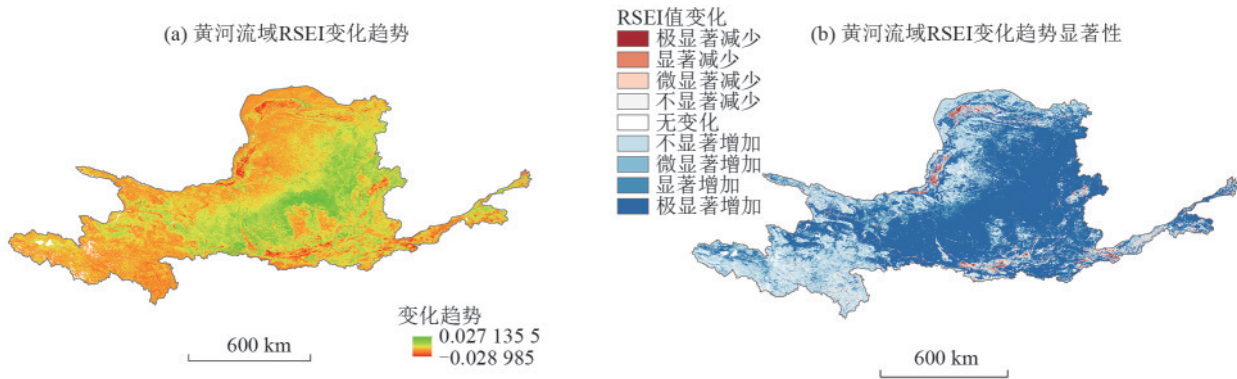 (a) 黄河流域RSEI变化趋势
变化趋势
0.027 135 5
−0.028 985
600 km
RSEI值变化
极显著减少
显著减少
微显著减少
不显著减少
无变化
不显著增加
微显著增加
显著增加
极显著增加
(b) 黄河流域RSEI变化趋势显著性
600 km